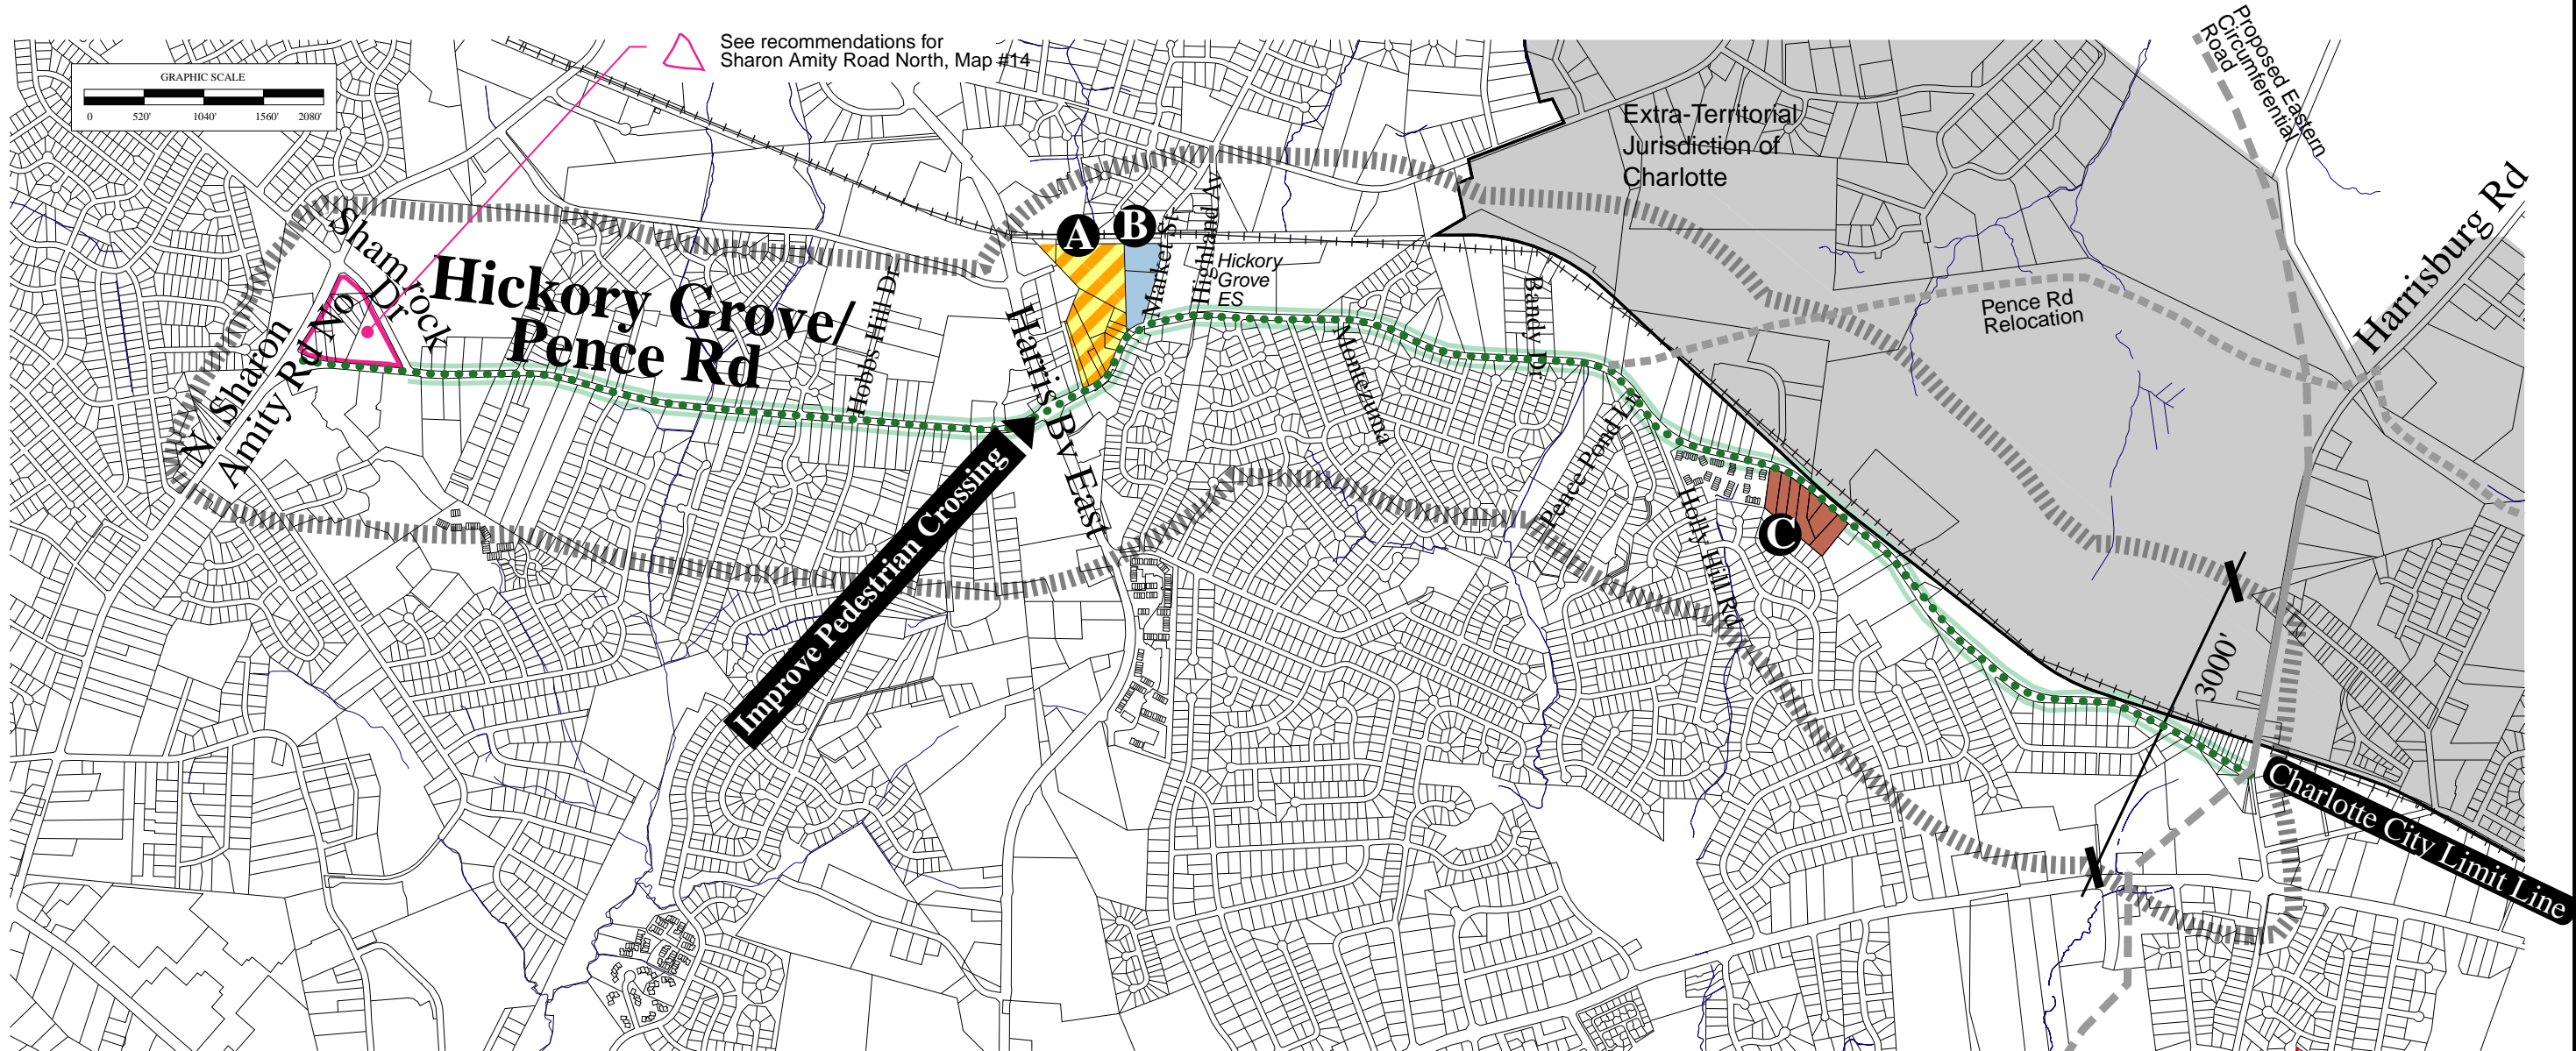 See recommendations for
Sharon Amity Road North, Map #14
GRAPHIC SCALE
0 520' 1040' 1560' 2080'
Proposed Eastern
Circumferential
Road
Extra-Territorial
Jurisdiction of
Charlotte
Harrisburg Rd
A
B
Market St
Highland Av
Hickory
Grove
ES
Shamrock
Dr
Hickory Grove/
Pence Rd
Hobbs Hill Dr
Harris Bv East
N. Sharon
Amity Rd No
Montezuma
Bandy Dr
Pence Rd
Relocation
Pence Pond Ln
Holly Hill Rd
C
Improve Pedestrian Crossing
3000'
Charlotte City Limit Line